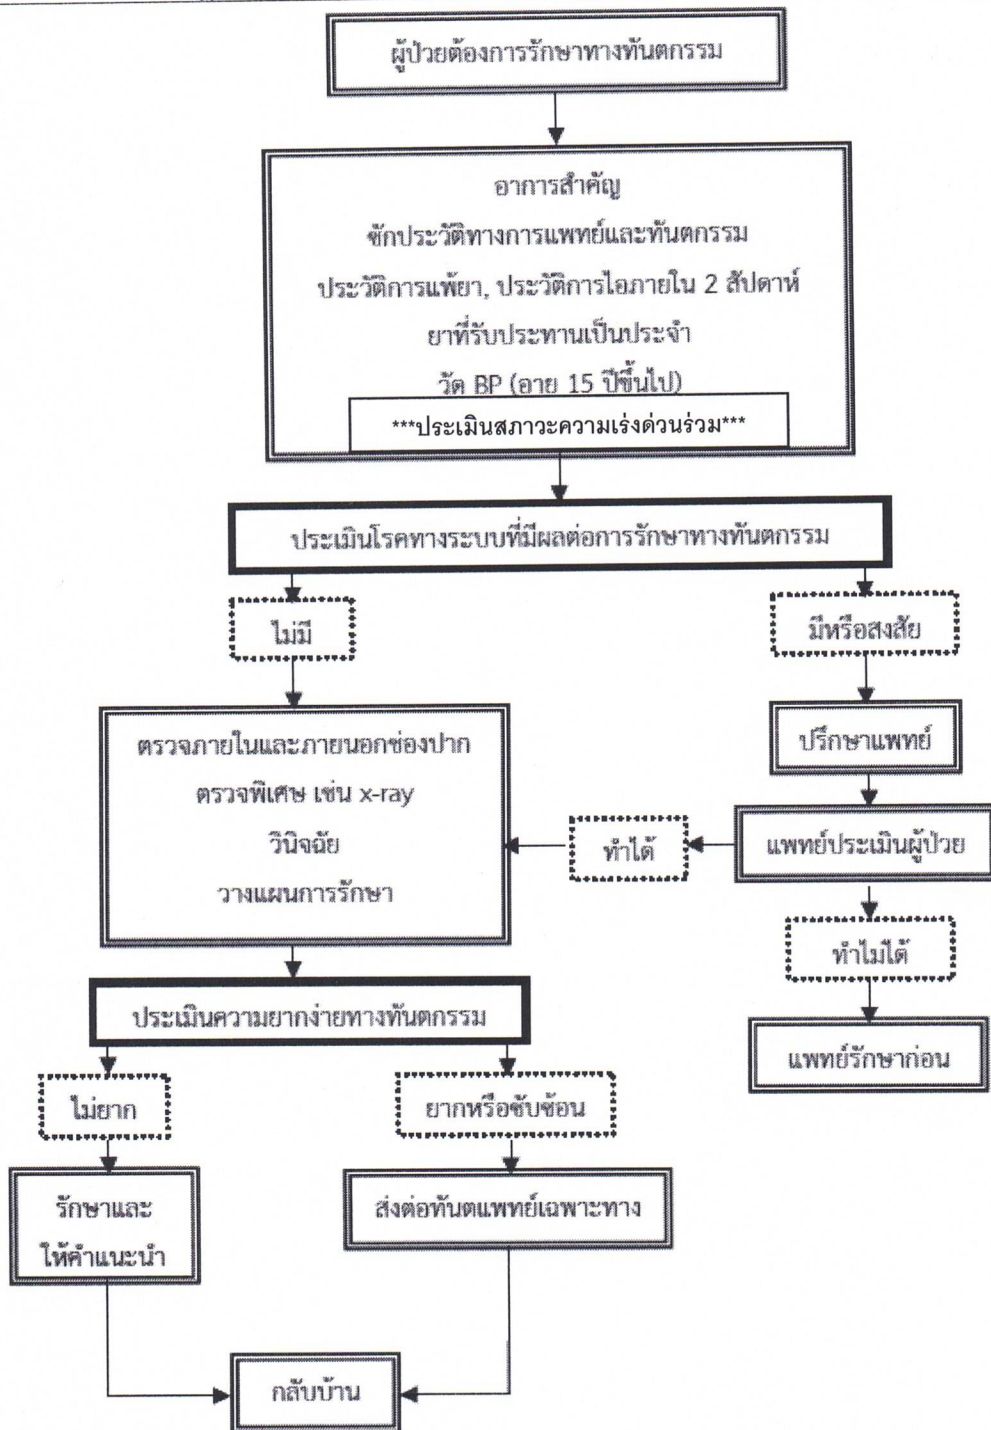 ผู้ป่วยต้องการรักษาทางทันตกรรม
อาการสำคัญ
ซักประวัติทางการแพทย์และทันตกรรม
ประวัติการแพ้ยา, ประวัติการไอภายใน 2 สัปดาห์
ยาที่รับประทานเป็นประจำ
วัด BP (อายุ 15 ปีขึ้นไป)
***ประเมินสภาวะความเร่งด่วนร่วม***
ประเมินโรคทางระบบที่มีผลต่อการรักษาทางทันตกรรม
ไม่มี
มีหรือสงสัย
ปรึกษาแพทย์
ตรวจภายในและภายนอกช่องปาก
ตรวจพิเศษ เช่น x-ray
วินิจฉัย
วางแผนการรักษา
ทำได้
แพทย์ประเมินผู้ป่วย
ทำไม่ได้
แพทย์รักษาก่อน
ประเมินความยากง่ายทางทันตกรรม
ไม่ยาก
ยากหรือซับซ้อน
รักษาและ
ให้คำแนะนำ
ส่งต่อทันตแพทย์เฉพาะทาง
กลับบ้าน